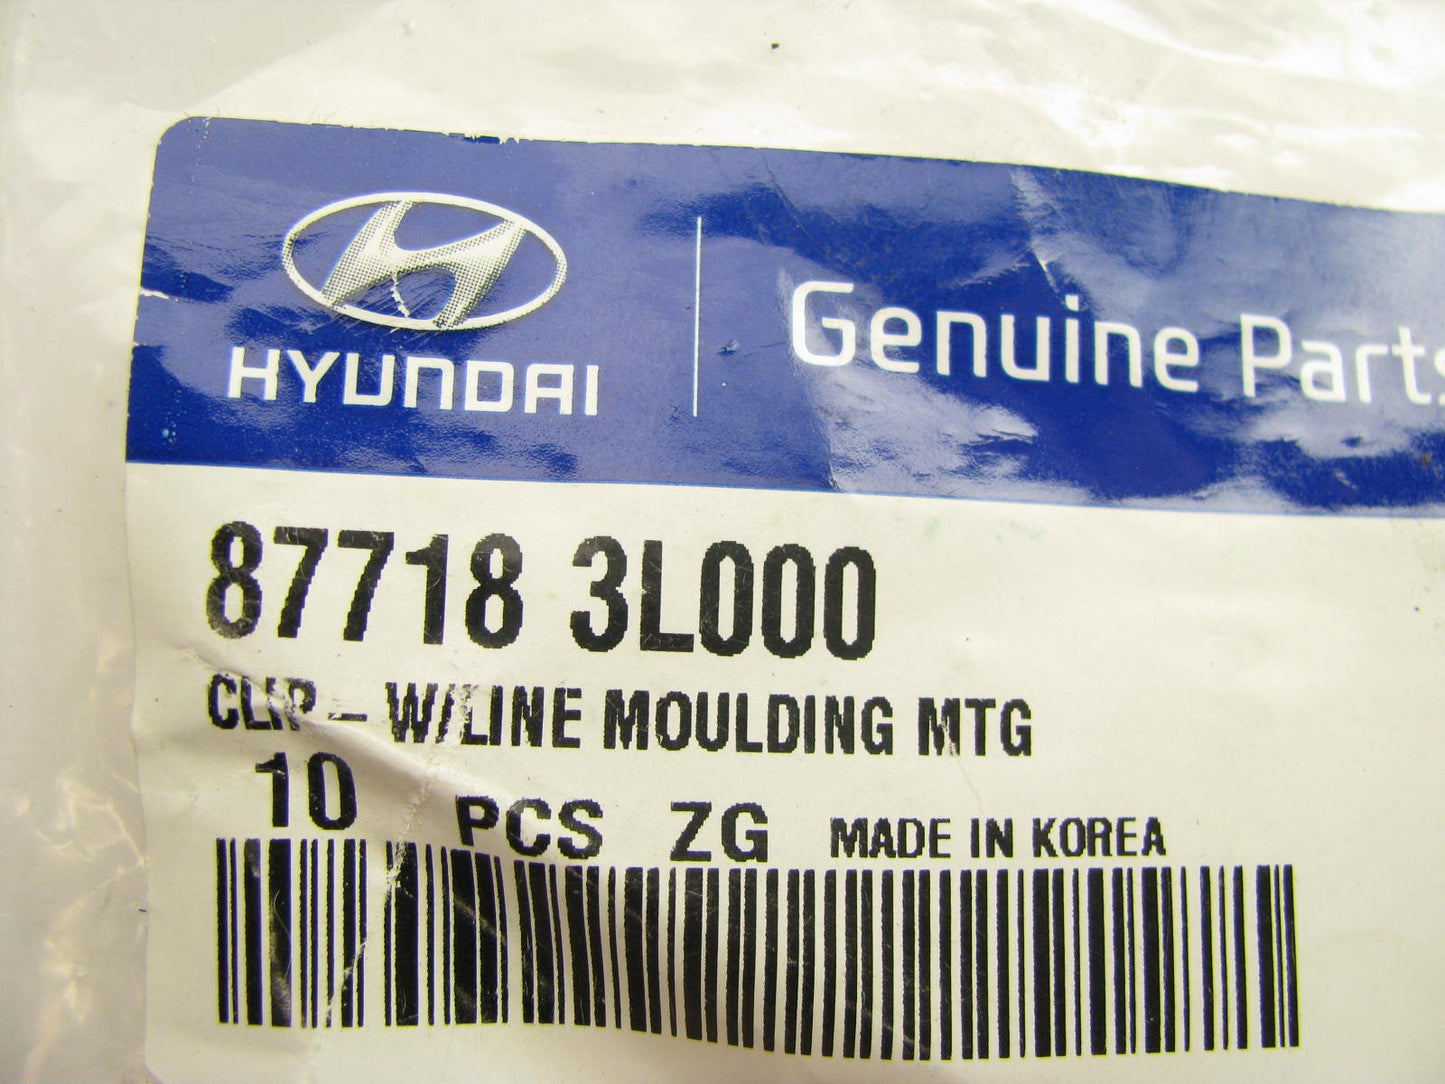 HYUNDAI
Genuine Parts
87718 3L000
CLIP - W/LINE MOULDING MTG
10 PCS ZG MADE IN KOREA